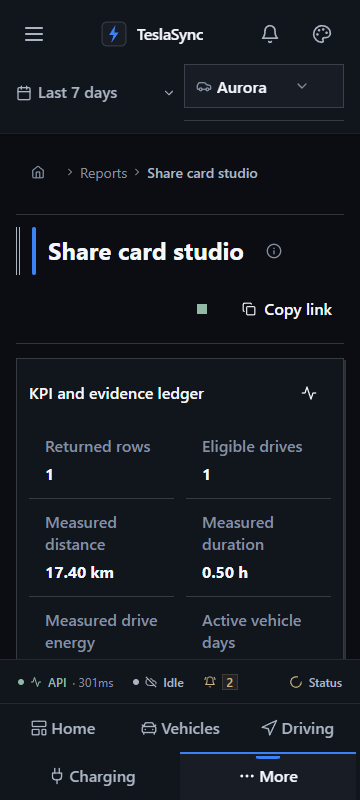 TeslaSync
Last 7 days
Aurora
Reports
Share card studio
Share card studio
Copy link
KPI and evidence ledger
Returned rows
1
Eligible drives
1
Measured
distance
17.40 km
Measured
duration
0.50 h
Measured drive
energy
Active vehicle
days
API · 301ms
Idle
2
Status
Home
Vehicles
Driving
Charging
More